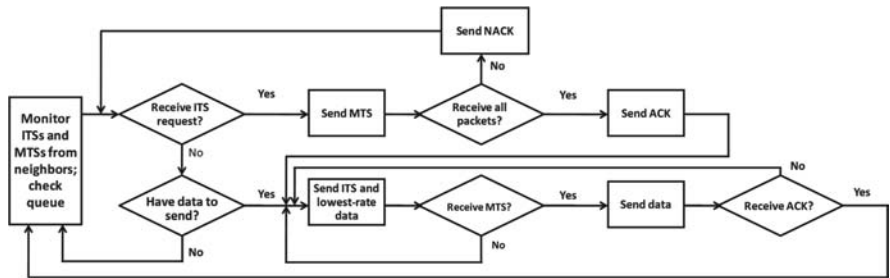 Send NACK
No
Receive ITS
request?
Yes
Send MTS
Receive all
packets?
Yes
Send ACK
Monitor
ITSs and
MTSs from
neighbors;
check
queue
No
Have data to
send?
Yes
Send ITS and
lowest-rate
data
Receive MTS?
Yes
Send data
No
Receive ACK?
Yes
No
No